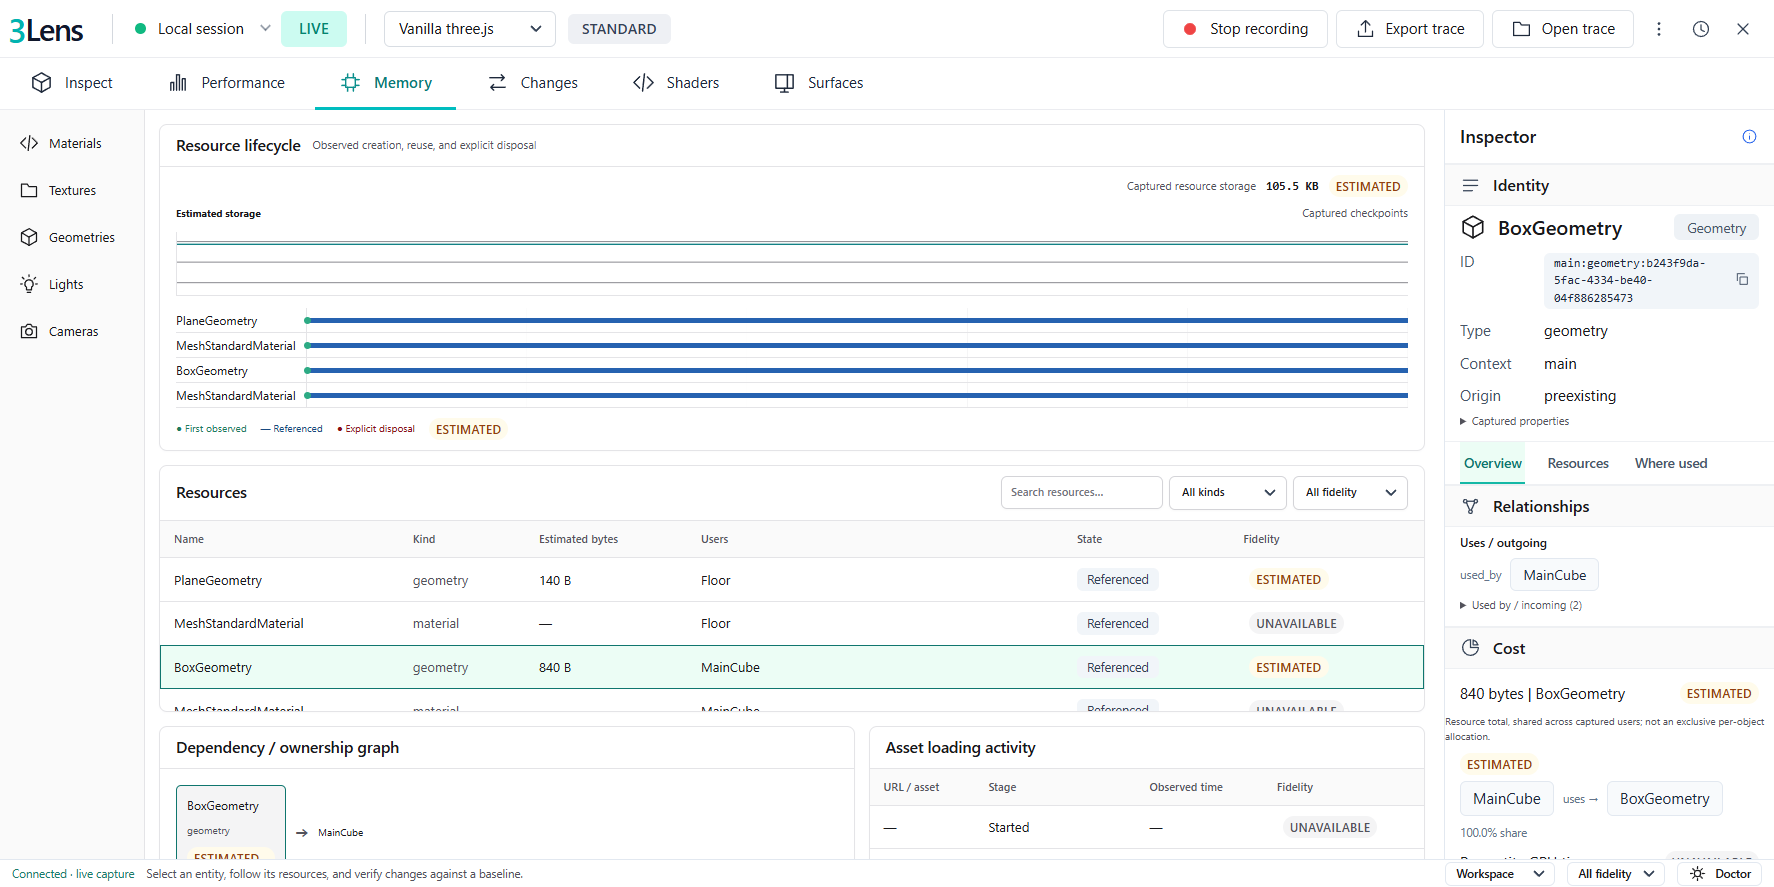 3Lens
Local session
LIVE
Vanilla three.js
STANDARD
Stop recording
Export trace
Open trace
Inspect
Performance
Memory
Changes
Shaders
Surfaces
Materials
Textures
Geometries
Lights
Cameras
Resource lifecycle Observed creation, reuse, and explicit disposal
Captured resource storage 105.5 KB ESTIMATED
Estimated storage
Captured checkpoints
PlaneGeometry
MeshStandardMaterial
BoxGeometry
MeshStandardMaterial
First observed Referenced Explicit disposal ESTIMATED
Resources
Search resources...
All kinds
All fidelity
Name Kind Estimated bytes Users State Fidelity
PlaneGeometry geometry 140 B Floor Referenced ESTIMATED
MeshStandardMaterial material — Floor Referenced UNAVAILABLE
BoxGeometry geometry 840 B MainCube Referenced ESTIMATED
MeshStandardMaterial material MainCube Referenced UNAVAILABLE
Dependency / ownership graph
BoxGeometry
geometry
ESTIMATED
→ MainCube
Asset loading activity
URL / asset Stage Observed time Fidelity
— Started — UNAVAILABLE
Inspector
Identity
BoxGeometry Geometry
ID
main:geometry:b243f9da-
5fac-4334-be40-
04f886285473
Type geometry
Context main
Origin preexisting
Captured properties
Overview Resources Where used
Relationships
Uses / outgoing
used_by MainCube
Used by / incoming (2)
Cost
840 bytes | BoxGeometry ESTIMATED
Resource total, shared across captured users; not an exclusive per-object
allocation.
ESTIMATED
MainCube uses → BoxGeometry
100.0% share
Connected · live capture Select an entity, follow its resources, and verify changes against a baseline.
Workspace
All fidelity
Doctor